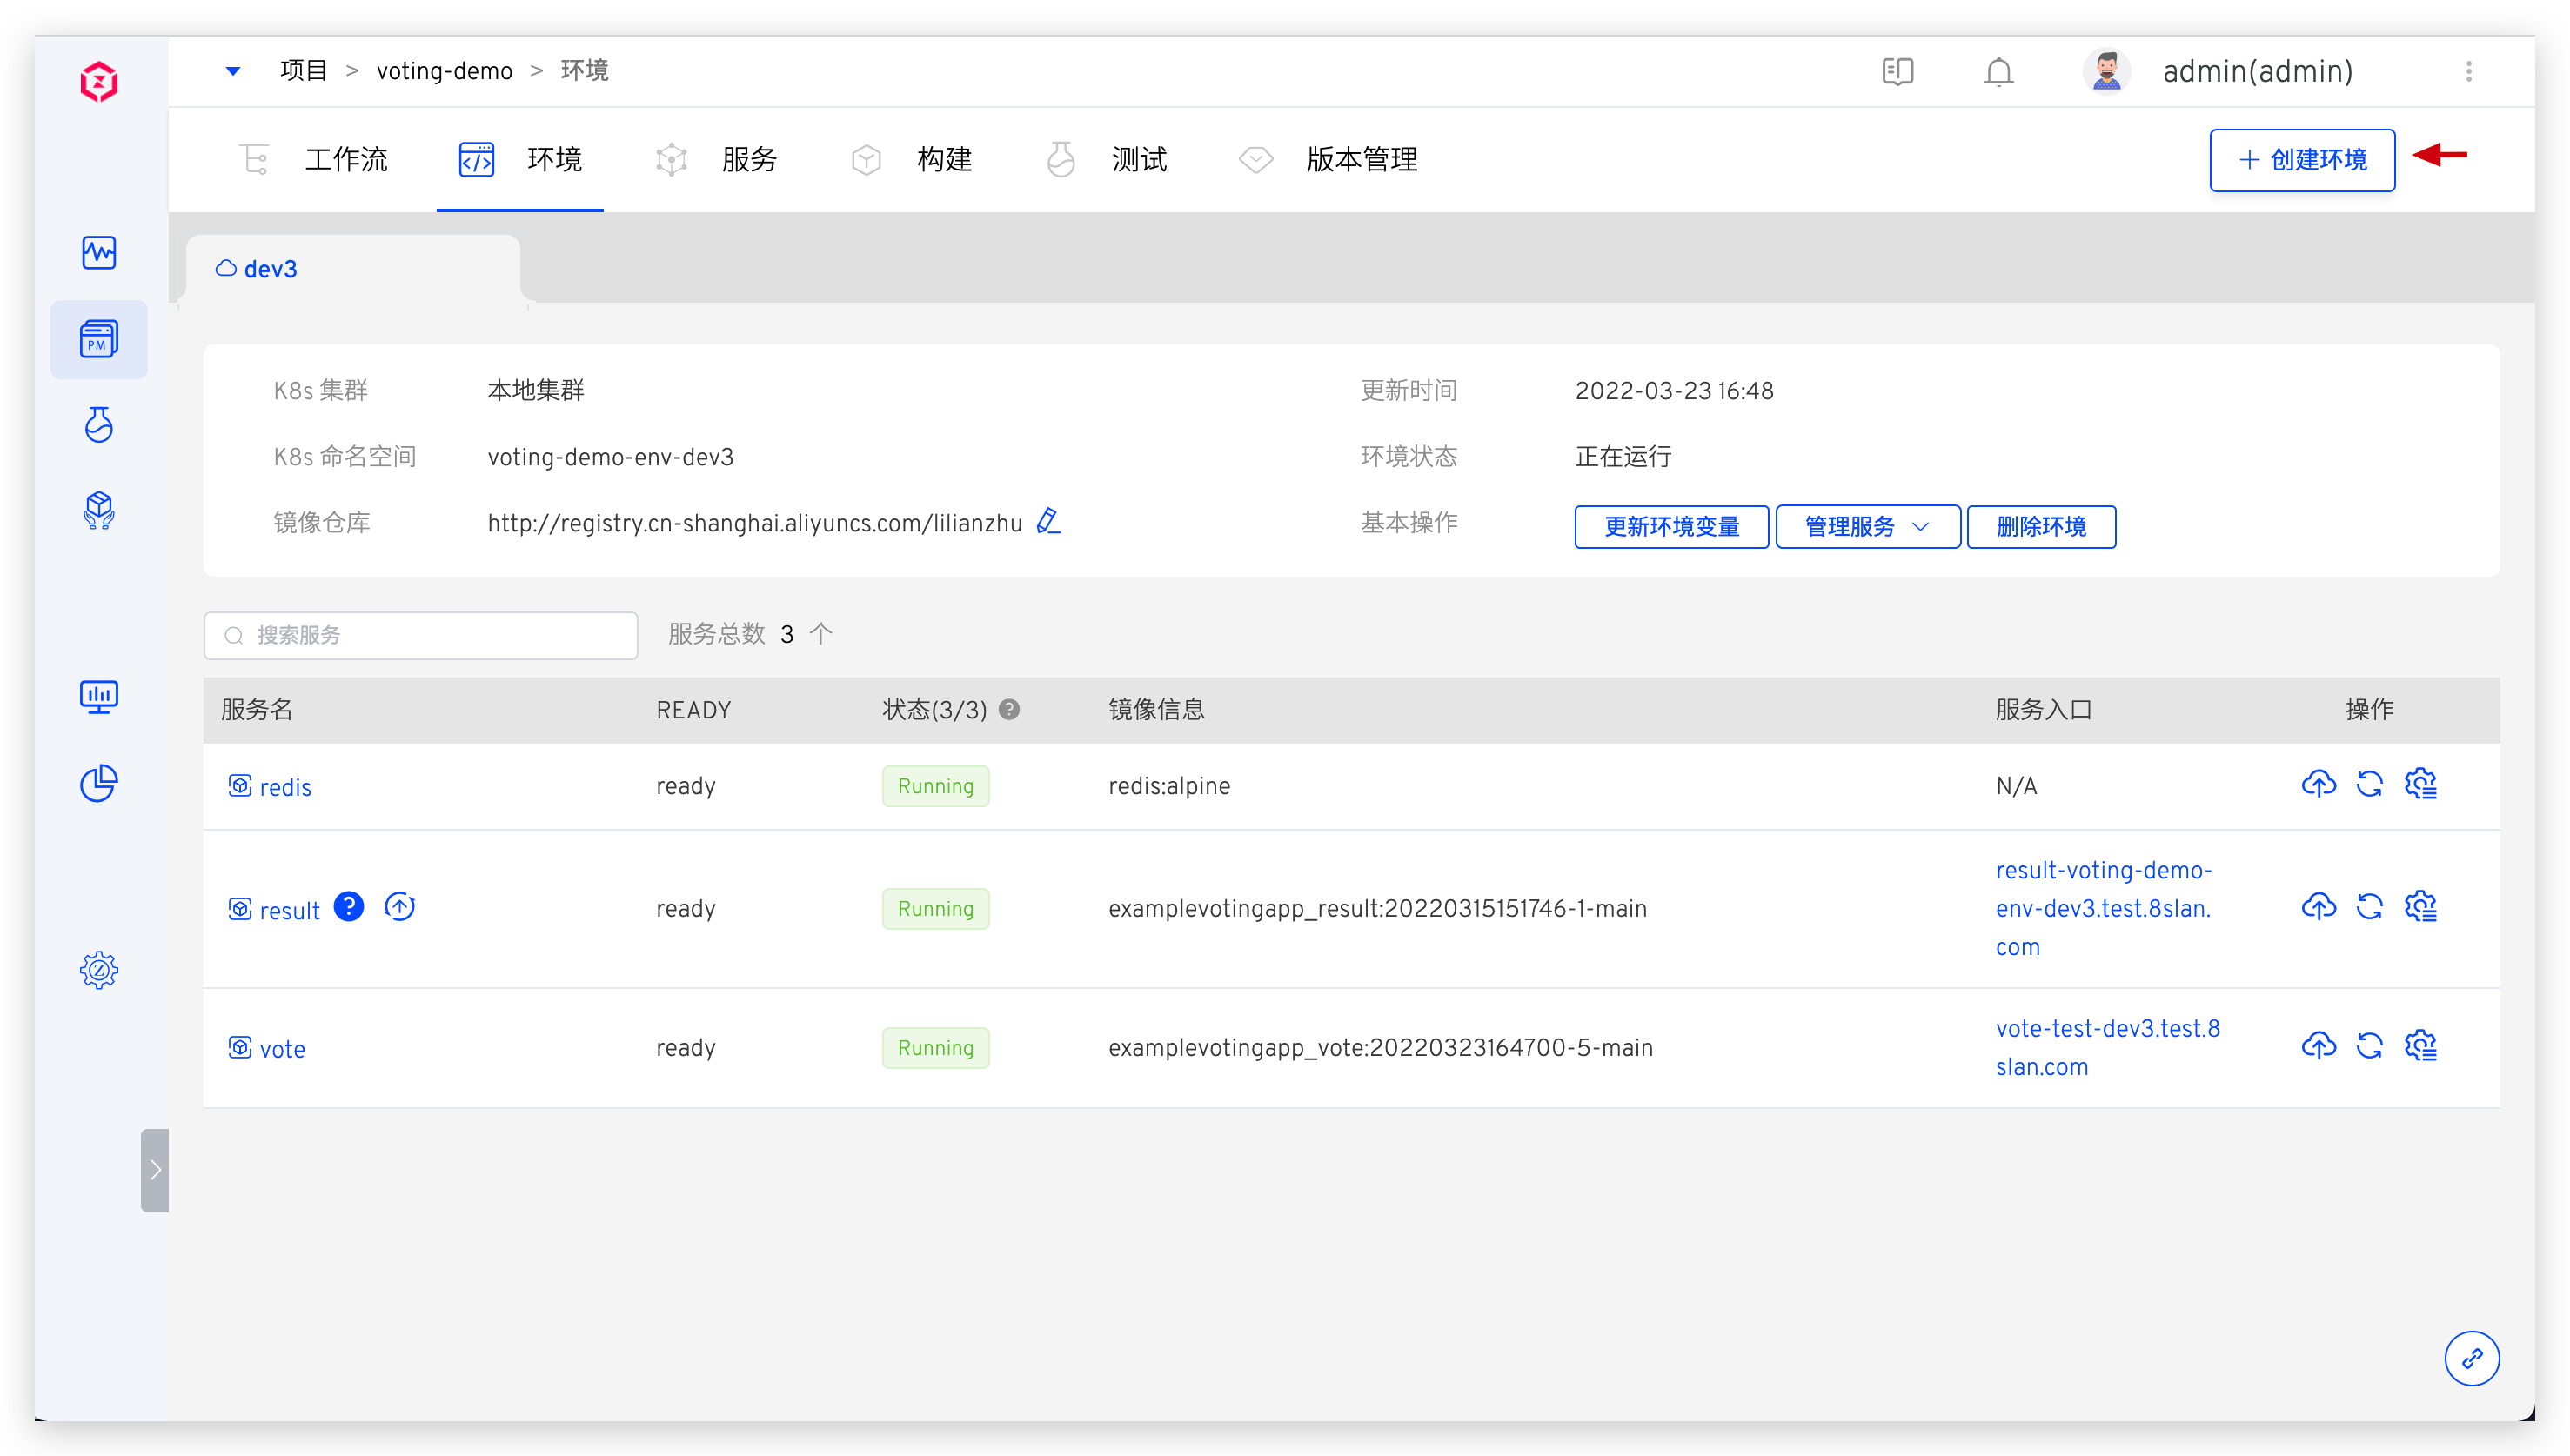 项目 > voting-demo > 环境
admin(admin)
工作流 环境 服务 构建 测试 版本管理
+ 创建环境
dev3
PM
K8s 集群 本地集群 更新时间 2022-03-23 16:48
K8s 命名空间 voting-demo-env-dev3 环境状态 正在运行
镜像仓库 http://registry.cn-shanghai.aliyuncs.com/lilianzhu 基本操作 更新环境变量 管理服务 删除环境
搜索服务 服务总数 3 个
服务名 READY 状态(3/3) ? 镜像信息 服务入口 操作
redis ready Running redis:alpine N/A
result ? ready Running examplevotingapp_result:20220315151746-1-main result-voting-demo-
env-dev3.test.8slan.
com
vote ready Running examplevotingapp_vote:20220323164700-5-main vote-test-dev3.test.8
slan.com